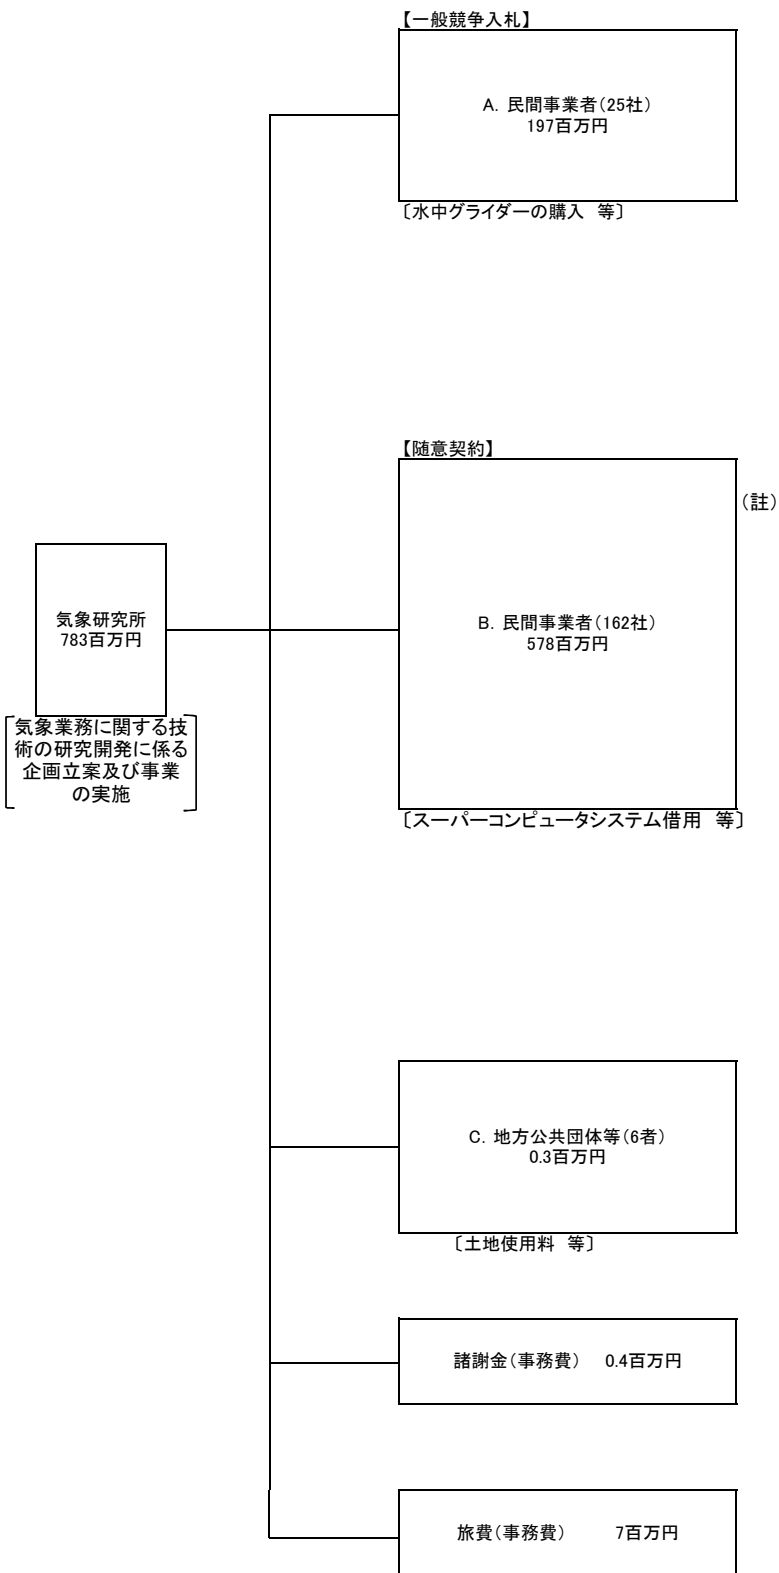 【一般競争入札】
A. 民間事業者(25社)
197百万円
〔水中グライダーの購入 等〕
【随意契約】
(註)
気象研究所
783百万円
B. 民間事業者(162社)
578百万円
気象業務に関する技
術の研究開発に係る
企画立案及び事業
の実施
〔スーパーコンピュータシステム借用 等〕
C. 地方公共団体等(6者)
0.3百万円
〔土地使用料 等〕
諸謝金(事務費) 0.4百万円
旅費(事務費) 7百万円